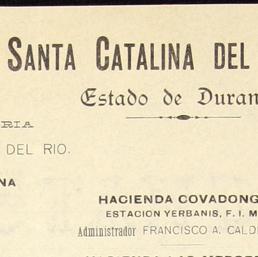 SANTA CATALINA DEL
Estado de Duran
RIA
DEL RIO.
NA
HACIENDA COVADONG
ESTACION YERBANIS, F. I. M
Administrador FRANCISCO A. CALD